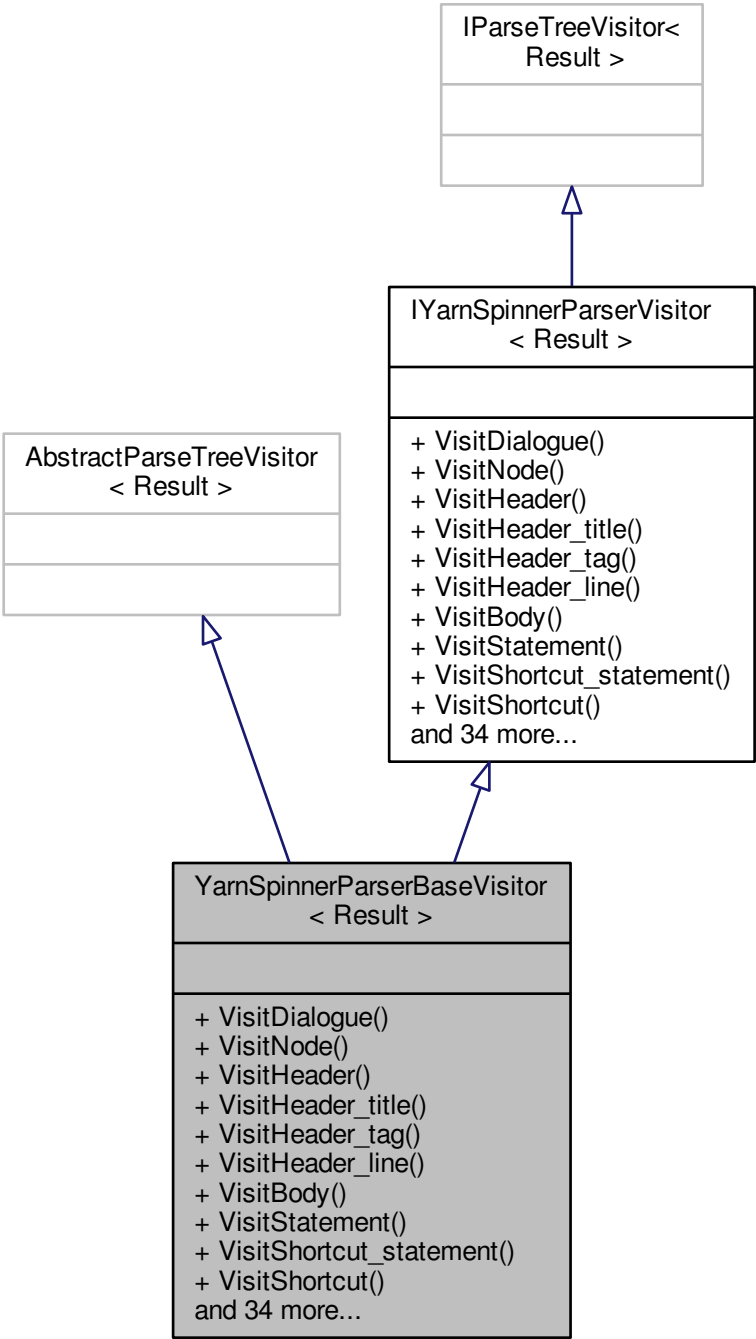 IParseTreeVisitor<
Result >
IYarnSpinnerParserVisitor
< Result >
+ VisitDialogue()
+ VisitNode()
+ VisitHeader()
+ VisitHeader_title()
+ VisitHeader_tag()
+ VisitHeader_line()
+ VisitBody()
+ VisitStatement()
+ VisitShortcut_statement()
+ VisitShortcut()
and 34 more...
AbstractParseTreeVisitor
< Result >
YarnSpinnerParserBaseVisitor
< Result >
+ VisitDialogue()
+ VisitNode()
+ VisitHeader()
+ VisitHeader_title()
+ VisitHeader_tag()
+ VisitHeader_line()
+ VisitBody()
+ VisitStatement()
+ VisitShortcut_statement()
+ VisitShortcut()
and 34 more...